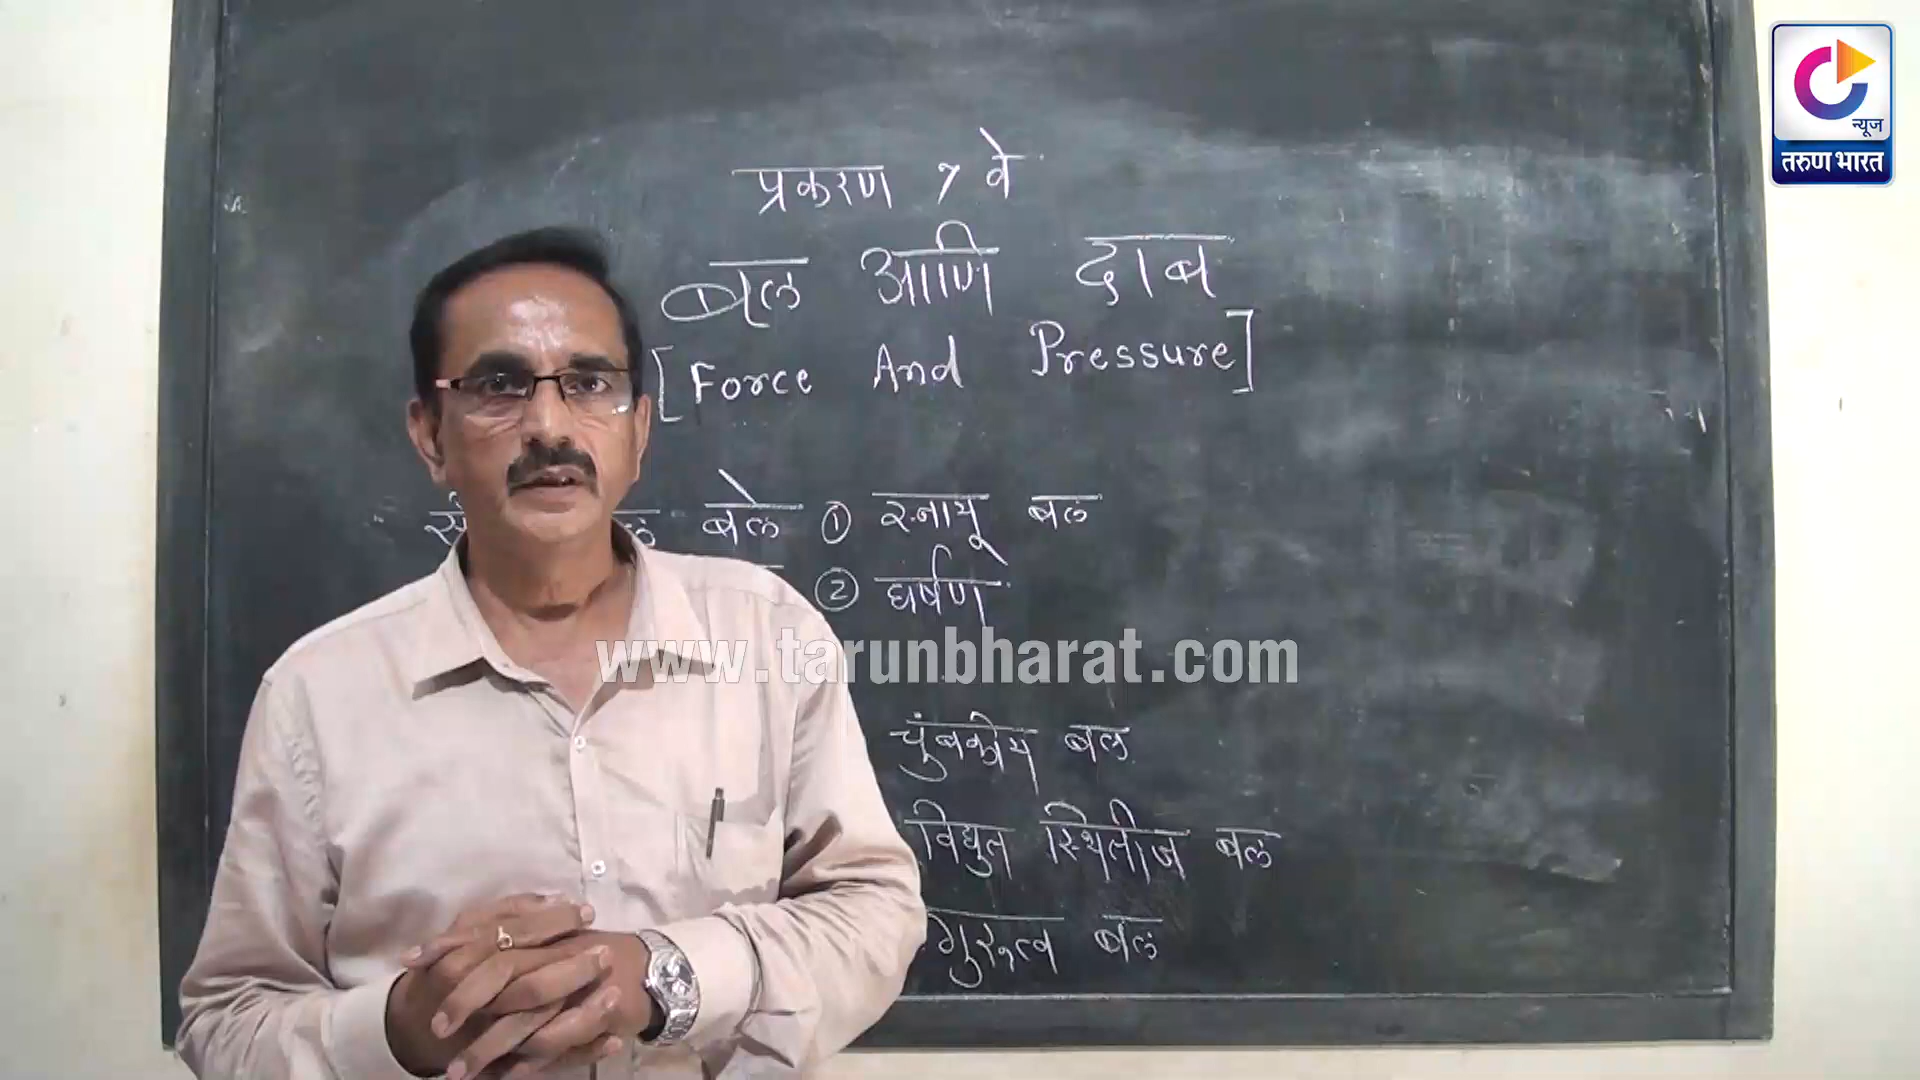 न्यूज
तरुण भारत
प्रकरण ७ वे
बल आणि दाब
[Force And Pressure]
बले ① स्नायू बल
② घर्षण
www.tarunbharat.com
चुंबकीय बल
विद्युत स्थितीज बल
गुरुत्व बल